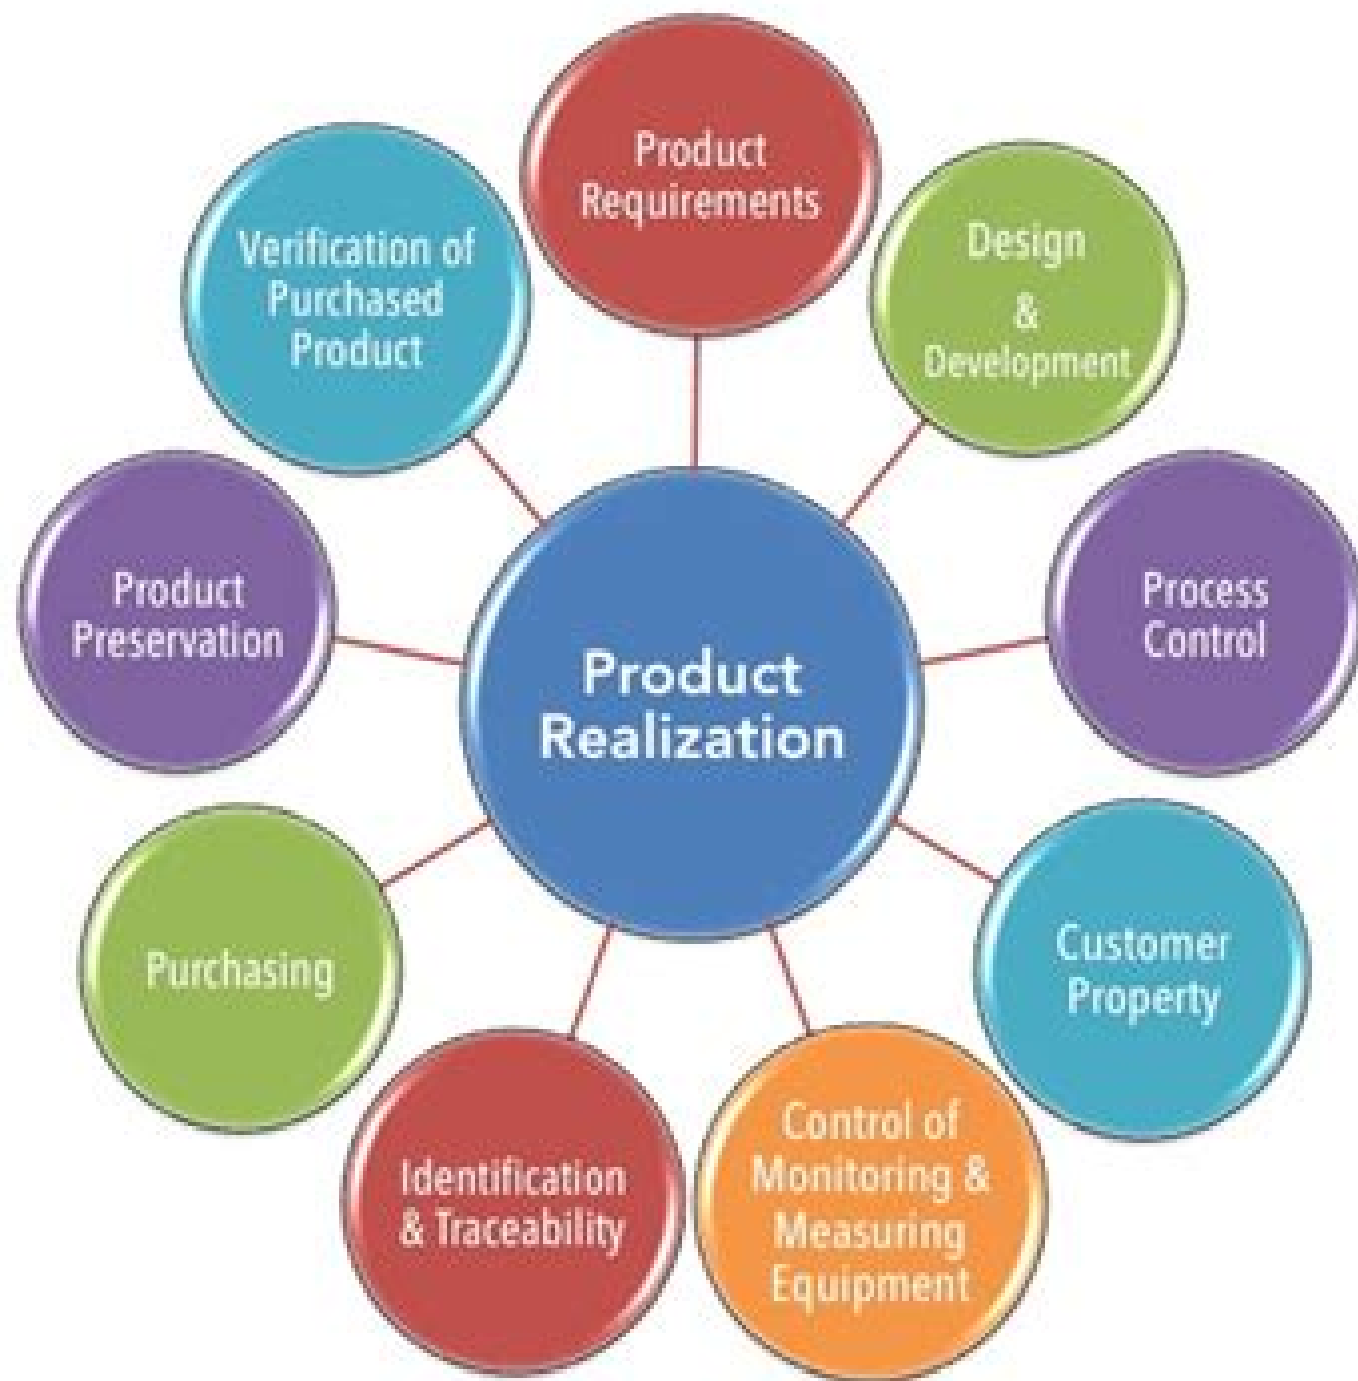 Product
Requirements
Design
&
Development
Process
Control
Customer
Property
Control of
Monitoring &
Measuring
Equipment
Identification
& Traceability
Purchasing
Product
Preservation
Verification of
Purchased
Product
Product
Realization